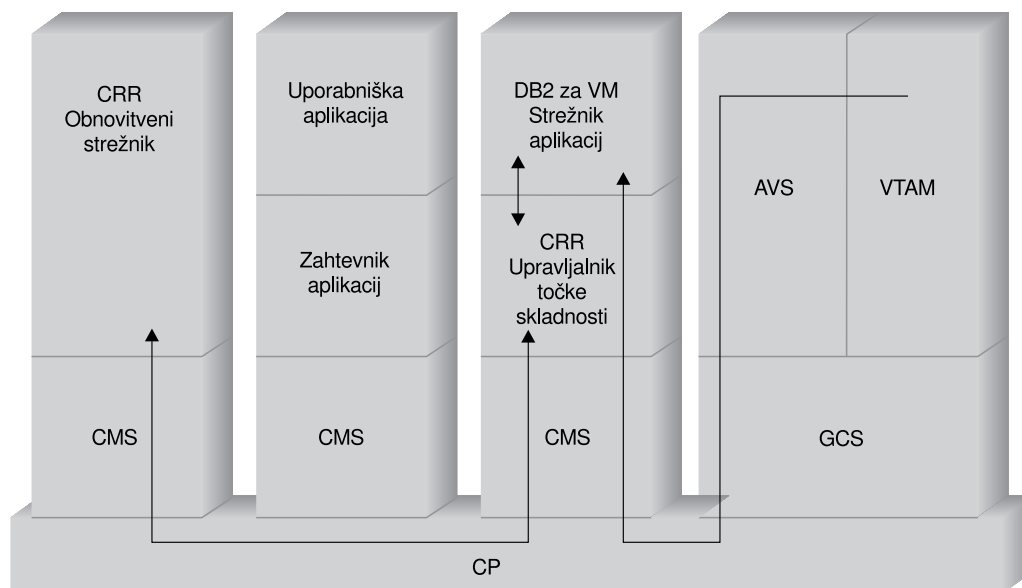 CRR
Obnovitveni
strežnik
CMS
Uporabniška
aplikacija
Zahtevnik
aplikacij
CMS
DB2 za VM
Strežnik
aplikacij
CRR
Upravljalnik
točke
skladnosti
CMS
AVS
VTAM
GCS
CP